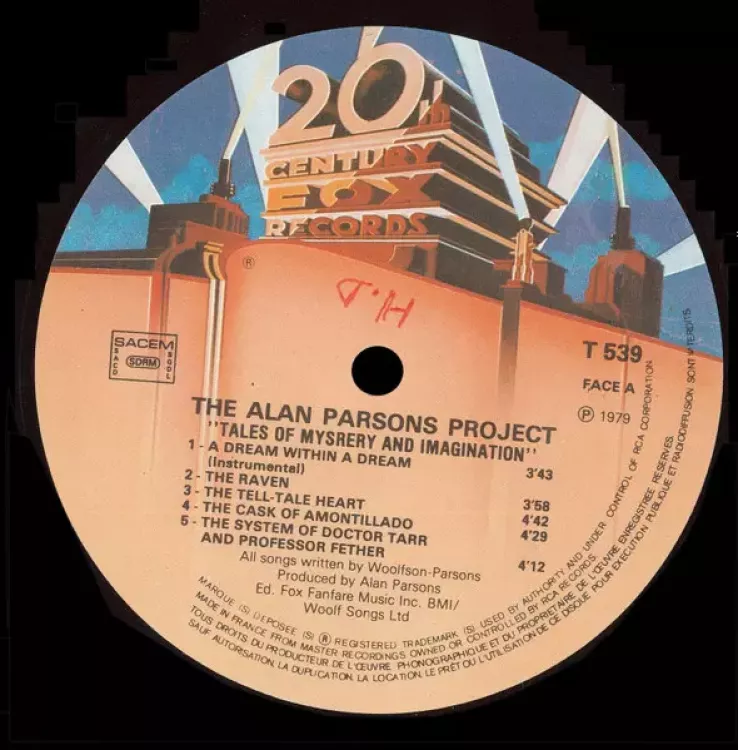 20th
CENTURY
FOX
RECORDS
®
H.D
SACEM
SACD
SDRM
SGDL
T 539
FACE A
℗ 1979
THE ALAN PARSONS PROJECT
"TALES OF MYSRERY AND IMAGINATION"
1 - A DREAM WITHIN A DREAM
(Instrumental) 3'43
2 - THE RAVEN 3'58
3 - THE TELL-TALE HEART 4'42
4 - THE CASK OF AMONTILLADO 4'29
5 - THE SYSTEM OF DOCTOR TARR
AND PROFESSOR FETHER 4'12
All songs written by Woolfson-Parsons
Produced by Alan Parsons
Ed. Fox Fanfare Music Inc. BMI/
Woolf Songs Ltd
MARQUE (S) DEPOSEE (S) ® REGISTERED TRADEMARK (S) USED BY AUTHORITY AND UNDER CONTROL OF RCA CORPORATION
MADE IN FRANCE FROM MASTER RECORDINGS OWNED OR CONTROLLED BY RCA RECORDS.
TOUS DROITS DU PRODUCTEUR DE L'ŒUVRE PHONOGRAPHIQUE ET DU PROPRIETAIRE DE L'ŒUVRE ENREGISTREE RESERVES.
SAUF AUTORISATION, LA DUPLICATION, LA LOCATION, LE PRÊT OU L'UTILISATION DE CE DISQUE POUR EXECUTION PUBLIQUE ET RADIODIFFUSION SONT INTERDITS